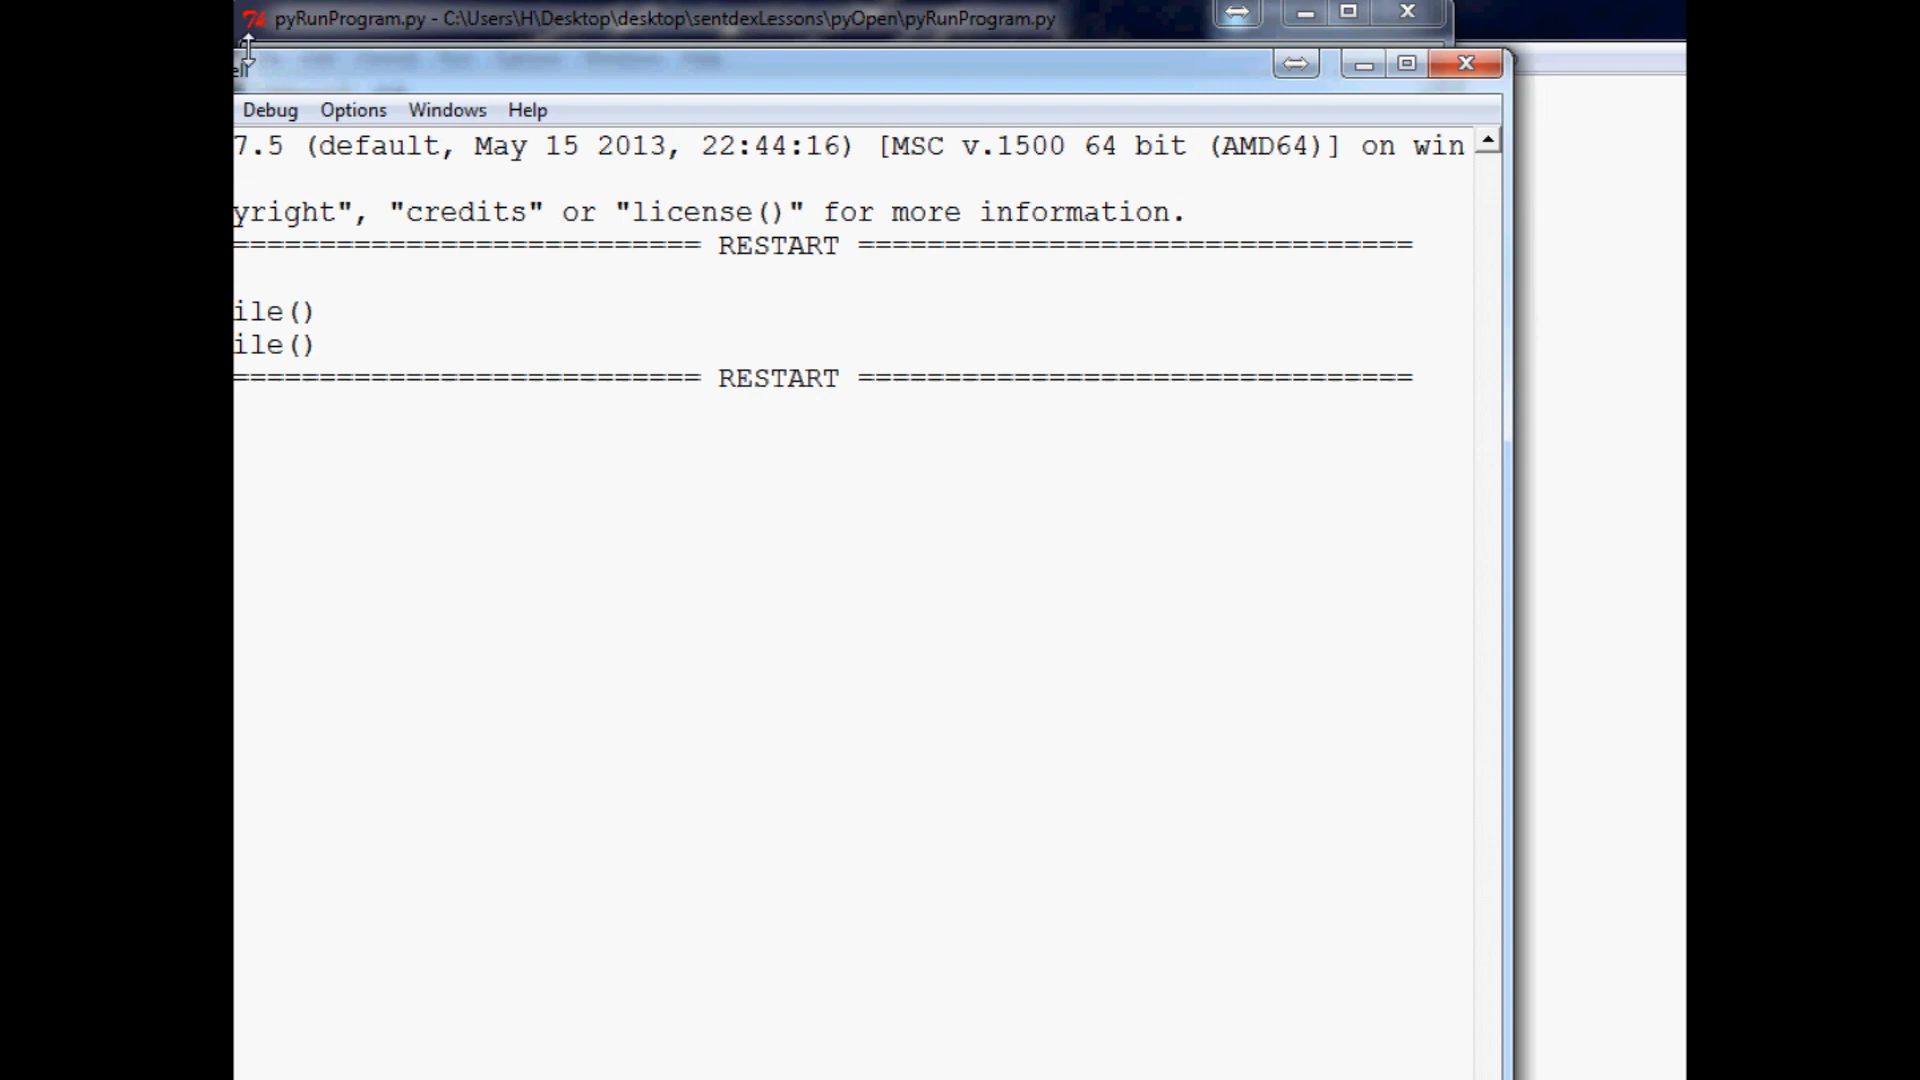 pyRunProgram.py - C:\Users\H\Desktop\desktop\sentdexLessons\pyOpen\pyRunProgram.py
ell
Debug Options Windows Help
7.5 (default, May 15 2013, 22:44:16) [MSC v.1500 64 bit (AMD64)] on win
yright", "credits" or "license()" for more information.
=========================== RESTART ================================
ile()
ile()
=========================== RESTART ================================